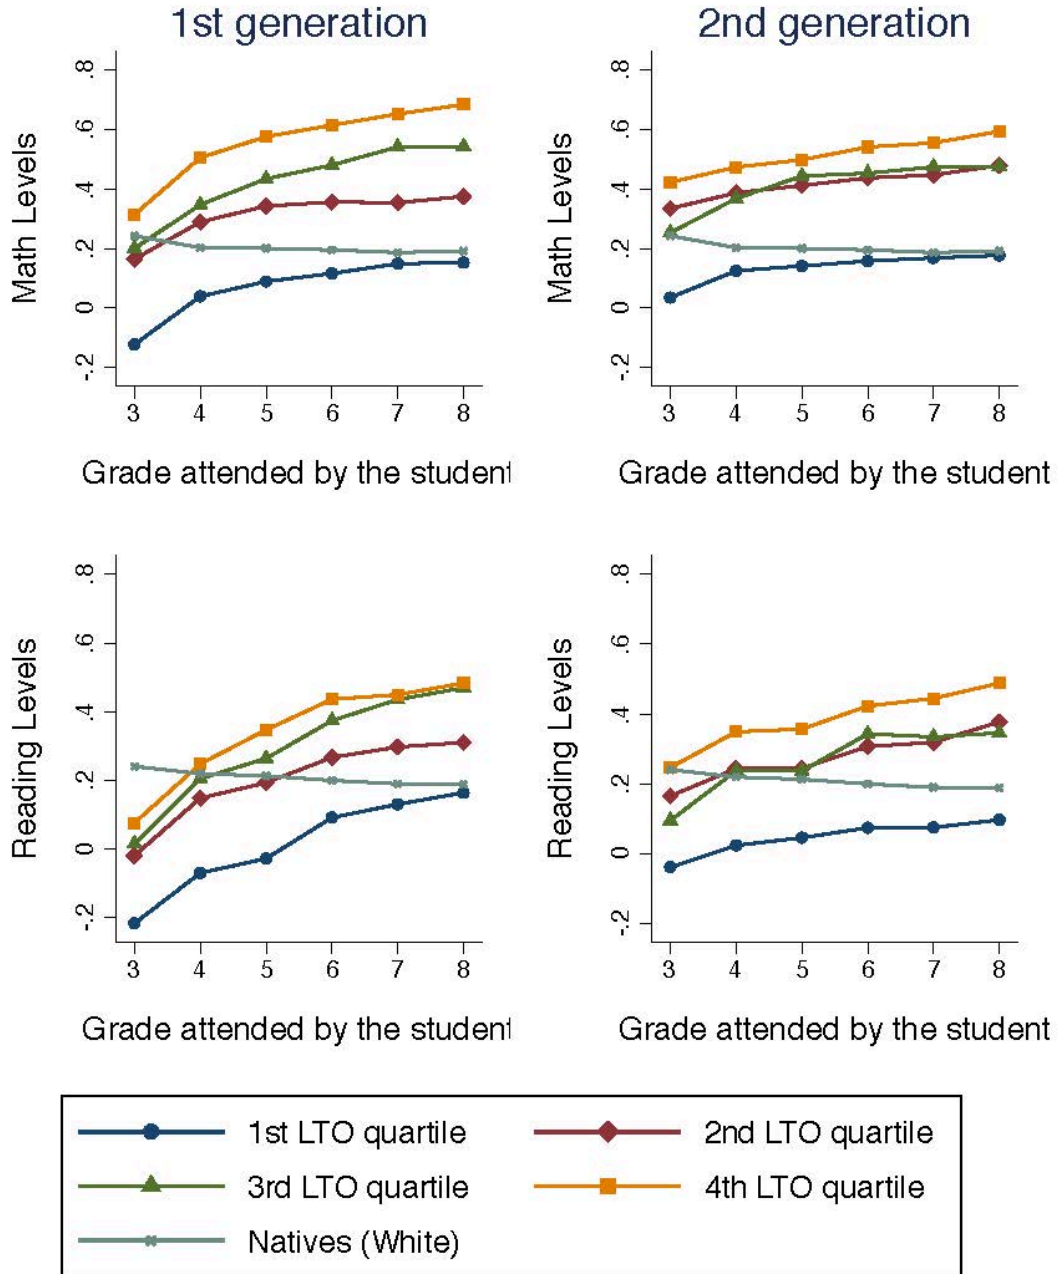 1st generation
2nd generation
Math Levels
.8
.6
.4
.2
0
-.2
3 4 5 6 7 8
Grade attended by the student
Math Levels
.8
.6
.4
.2
0
-.2
3 4 5 6 7 8
Grade attended by the student
Reading Levels
.8
.6
.4
.2
0
-.2
3 4 5 6 7 8
Grade attended by the student
Reading Levels
.8
.6
.4
.2
0
-.2
3 4 5 6 7 8
Grade attended by the student
1st LTO quartile
2nd LTO quartile
3rd LTO quartile
4th LTO quartile
Natives (White)